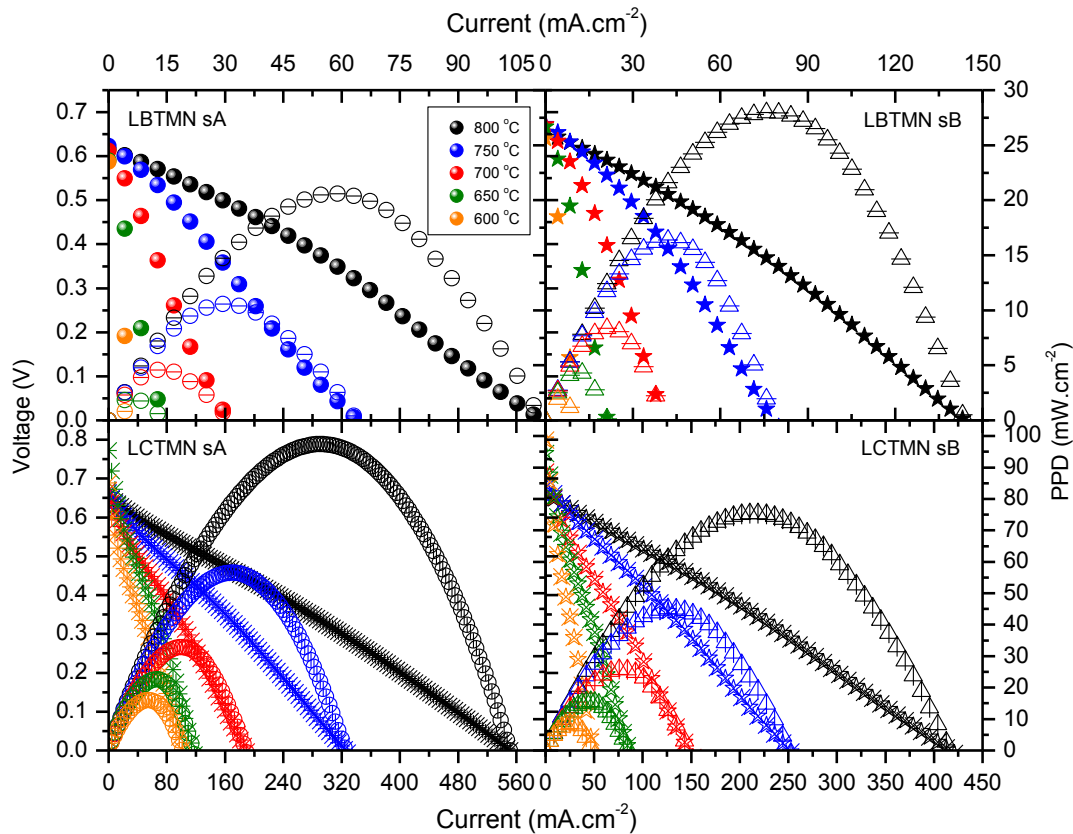 Current (mA.cm-2)
0 15 30 45 60 75 90 105 0 30 60 90 120 150
0.7 0.6 0.5 0.4 0.3 0.2 0.1 0.0
LBTMN sA
800 °C
750 °C
700 °C
650 °C
600 °C
LBTMN sB
30 25 20 15 10 5 0
Voltage (V)
PPD (mW.cm-2)
0.8 0.7 0.6 0.5 0.4 0.3 0.2 0.1 0.0
LCTMN sA
LCTMN sB
100 90 80 70 60 50 40 30 20 10 0
0 80 160 240 320 400 480 560 50 100 150 200 250 300 350 400 450
Current (mA.cm-2)